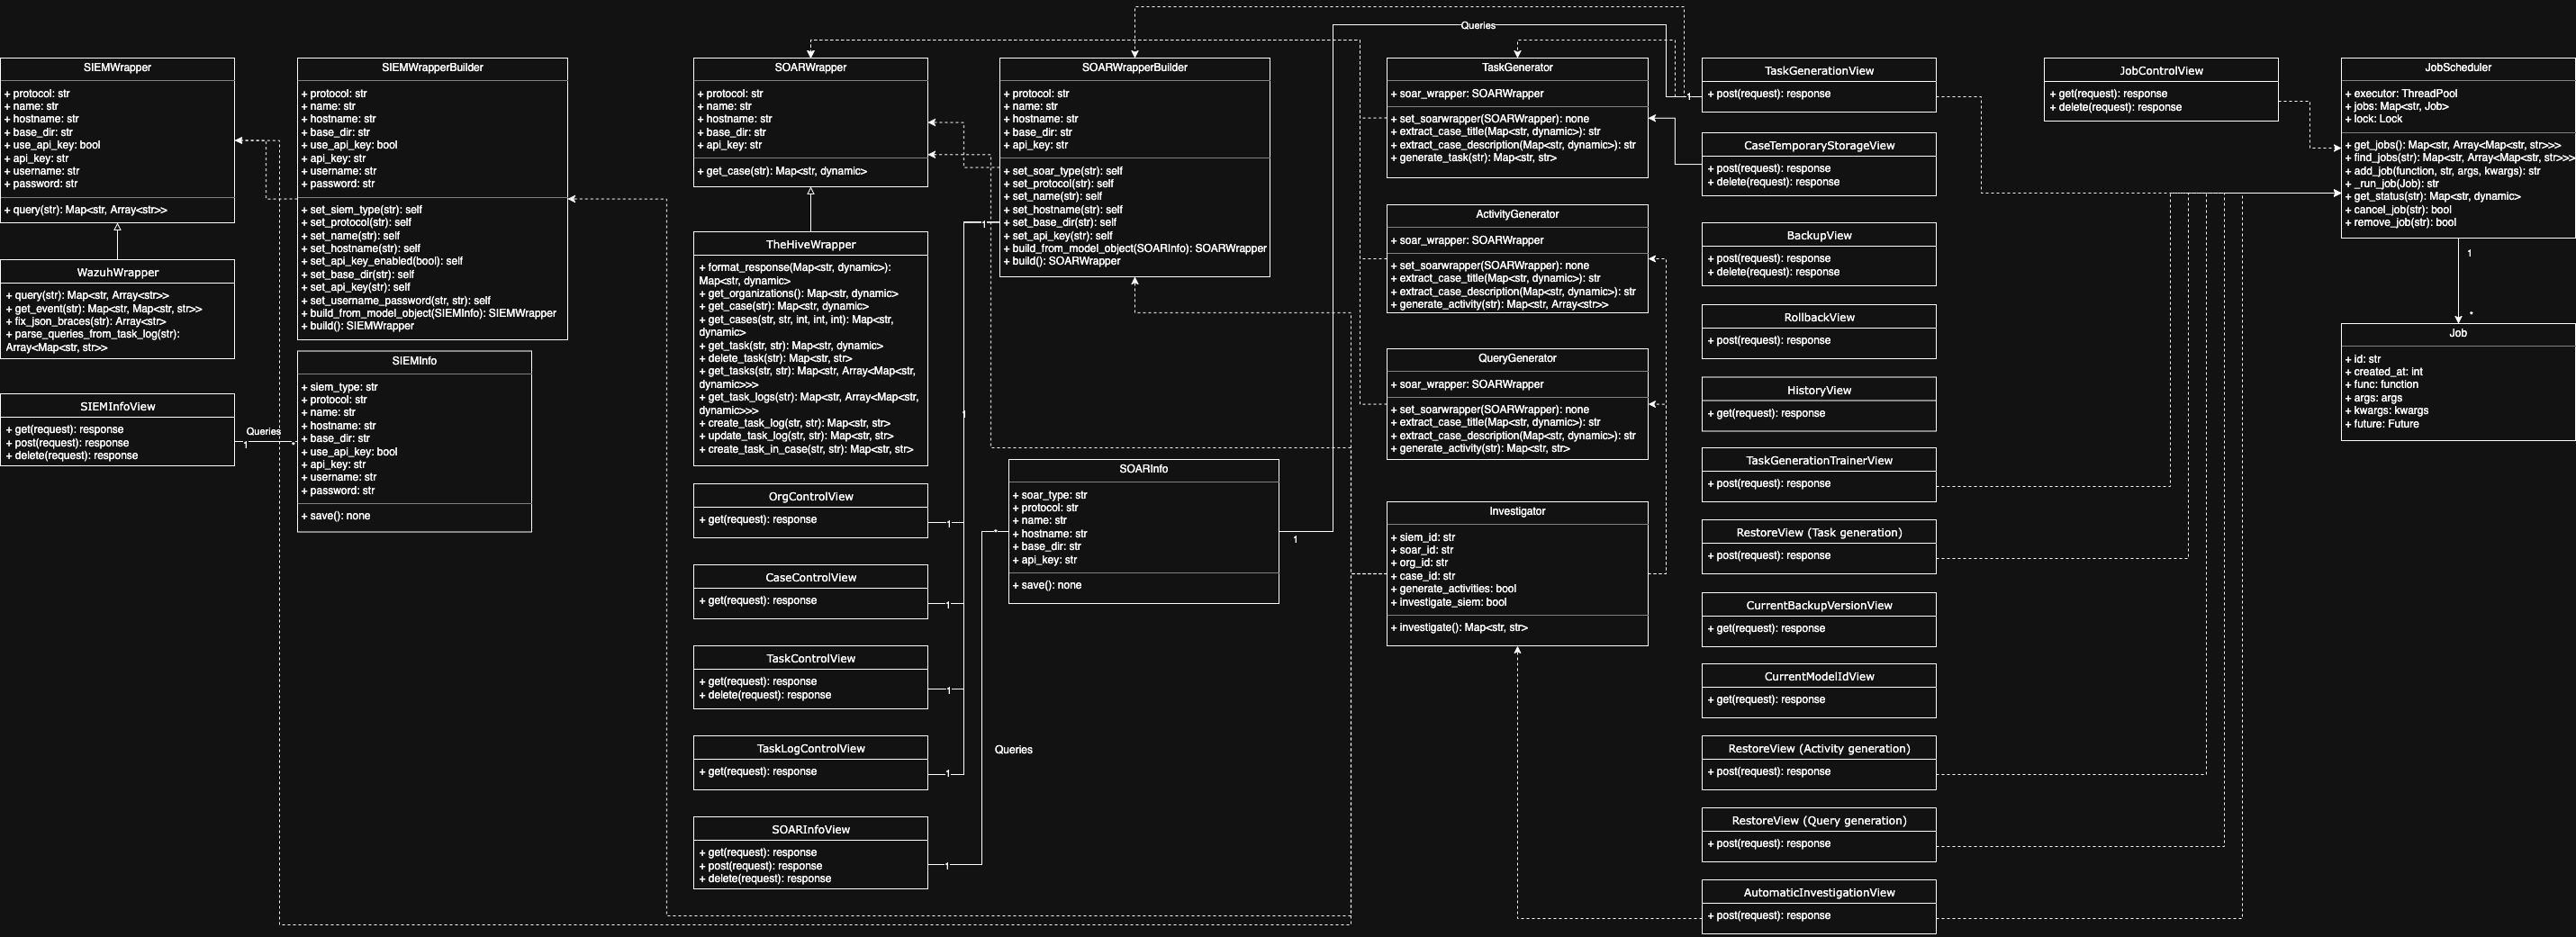 SIEMWrapper
+ protocol: str
+ name: str
+ hostname: str
+ base_dir: str
+ use_api_key: bool
+ api_key: str
+ username: str
+ password: str
+ query(str): Map<str, Array<str>>
WazuhWrapper
+ query(str): Map<str, Array<str>>
+ get_event(str): Map<str, Map<str, str>>
+ fix_json_braces(str): Array<str>
+ parse_queries_from_task_log(str):
Array<Map<str, str>>
SIEMInfoView
+ get(request): response
+ post(request): response
+ delete(request): response
Queries
1
*
SIEMWrapperBuilder
+ protocol: str
+ name: str
+ hostname: str
+ base_dir: str
+ use_api_key: bool
+ api_key: str
+ username: str
+ password: str
+ set_siem_type(str): self
+ set_protocol(str): self
+ set_name(str): self
+ set_hostname(str): self
+ set_api_key_enabled(bool): self
+ set_base_dir(str): self
+ set_api_key(str): self
+ set_username_password(str, str): self
+ build_from_model_object(SIEMInfo): SIEMWrapper
+ build(): SIEMWrapper
SIEMInfo
+ siem_type: str
+ protocol: str
+ name: str
+ hostname: str
+ base_dir: str
+ use_api_key: bool
+ api_key: str
+ username: str
+ password: str
+ save(): none
SOARWrapper
+ protocol: str
+ name: str
+ hostname: str
+ base_dir: str
+ api_key: str
+ get_case(str): Map<str, dynamic>
TheHiveWrapper
+ format_response(Map<str, dynamic>):
Map<str, dynamic>
+ get_organizations(): Map<str, dynamic>
+ get_case(str): Map<str, dynamic>
+ get_cases(str, str, int, int, int): Map<str,
dynamic>
+ get_task(str, str): Map<str, dynamic>
+ delete_task(str): Map<str, str>
+ get_tasks(str, str): Map<str, Array<Map<str,
dynamic>>>
+ get_task_logs(str): Map<str, Array<Map<str,
dynamic>>>
+ create_task_log(str, str): Map<str, str>
+ update_task_log(str, str): Map<str, str>
+ create_task_in_case(str, str): Map<str, str>
OrgControlView
+ get(request): response
1
CaseControlView
+ get(request): response
1
TaskControlView
+ get(request): response
+ delete(request): response
1
TaskLogControlView
+ get(request): response
1
SOARInfoView
+ get(request): response
+ post(request): response
+ delete(request): response
1
Queries
*
1
1
SOARWrapperBuilder
+ protocol: str
+ name: str
+ hostname: str
+ base_dir: str
+ api_key: str
+ set_soar_type(str): self
+ set_protocol(str): self
+ set_name(str): self
+ set_hostname(str): self
+ set_base_dir(str): self
+ set_api_key(str): self
+ build_from_model_object(SOARInfo): SOARWrapper
+ build(): SOARWrapper
SOARInfo
+ soar_type: str
+ protocol: str
+ name: str
+ hostname: str
+ base_dir: str
+ api_key: str
+ save(): none
1
Queries
1
TaskGenerator
+ soar_wrapper: SOARWrapper
+ set_soarwrapper(SOARWrapper): none
+ extract_case_title(Map<str, dynamic>): str
+ extract_case_description(Map<str, dynamic>): str
+ generate_task(str): Map<str, str>
ActivityGenerator
+ soar_wrapper: SOARWrapper
+ set_soarwrapper(SOARWrapper): none
+ extract_case_title(Map<str, dynamic>): str
+ extract_case_description(Map<str, dynamic>): str
+ generate_activity(str): Map<str, Array<str>>
QueryGenerator
+ soar_wrapper: SOARWrapper
+ set_soarwrapper(SOARWrapper): none
+ extract_case_title(Map<str, dynamic>): str
+ extract_case_description(Map<str, dynamic>): str
+ generate_activity(str): Map<str, str>
Investigator
+ siem_id: str
+ soar_id: str
+ org_id: str
+ case_id: str
+ generate_activities: bool
+ investigate_siem: bool
+ investigate(): Map<str, str>
TaskGenerationView
+ post(request): response
CaseTemporaryStorageView
+ post(request): response
+ delete(request): response
BackupView
+ post(request): response
+ delete(request): response
RollbackView
+ post(request): response
HistoryView
+ get(request): response
TaskGenerationTrainerView
+ post(request): response
RestoreView (Task generation)
+ post(request): response
CurrentBackupVersionView
+ get(request): response
CurrentModelIdView
+ get(request): response
RestoreView (Activity generation)
+ post(request): response
RestoreView (Query generation)
+ post(request): response
AutomaticInvestigationView
+ post(request): response
JobControlView
+ get(request): response
+ delete(request): response
JobScheduler
+ executor: ThreadPool
+ jobs: Map<str, Job>
+ lock: Lock
+ get_jobs(): Map<str, Array<Map<str, str>>>
+ find_jobs(str): Map<str, Array<Map<str, str>>>
+ add_job(function, str, args, kwargs): str
+ _run_job(Job): str
+ get_status(str): Map<str, dynamic>
+ cancel_job(str): bool
+ remove_job(str): bool
1
*
Job
+ id: str
+ created_at: int
+ func: function
+ args: args
+ kwargs: kwargs
+ future: Future